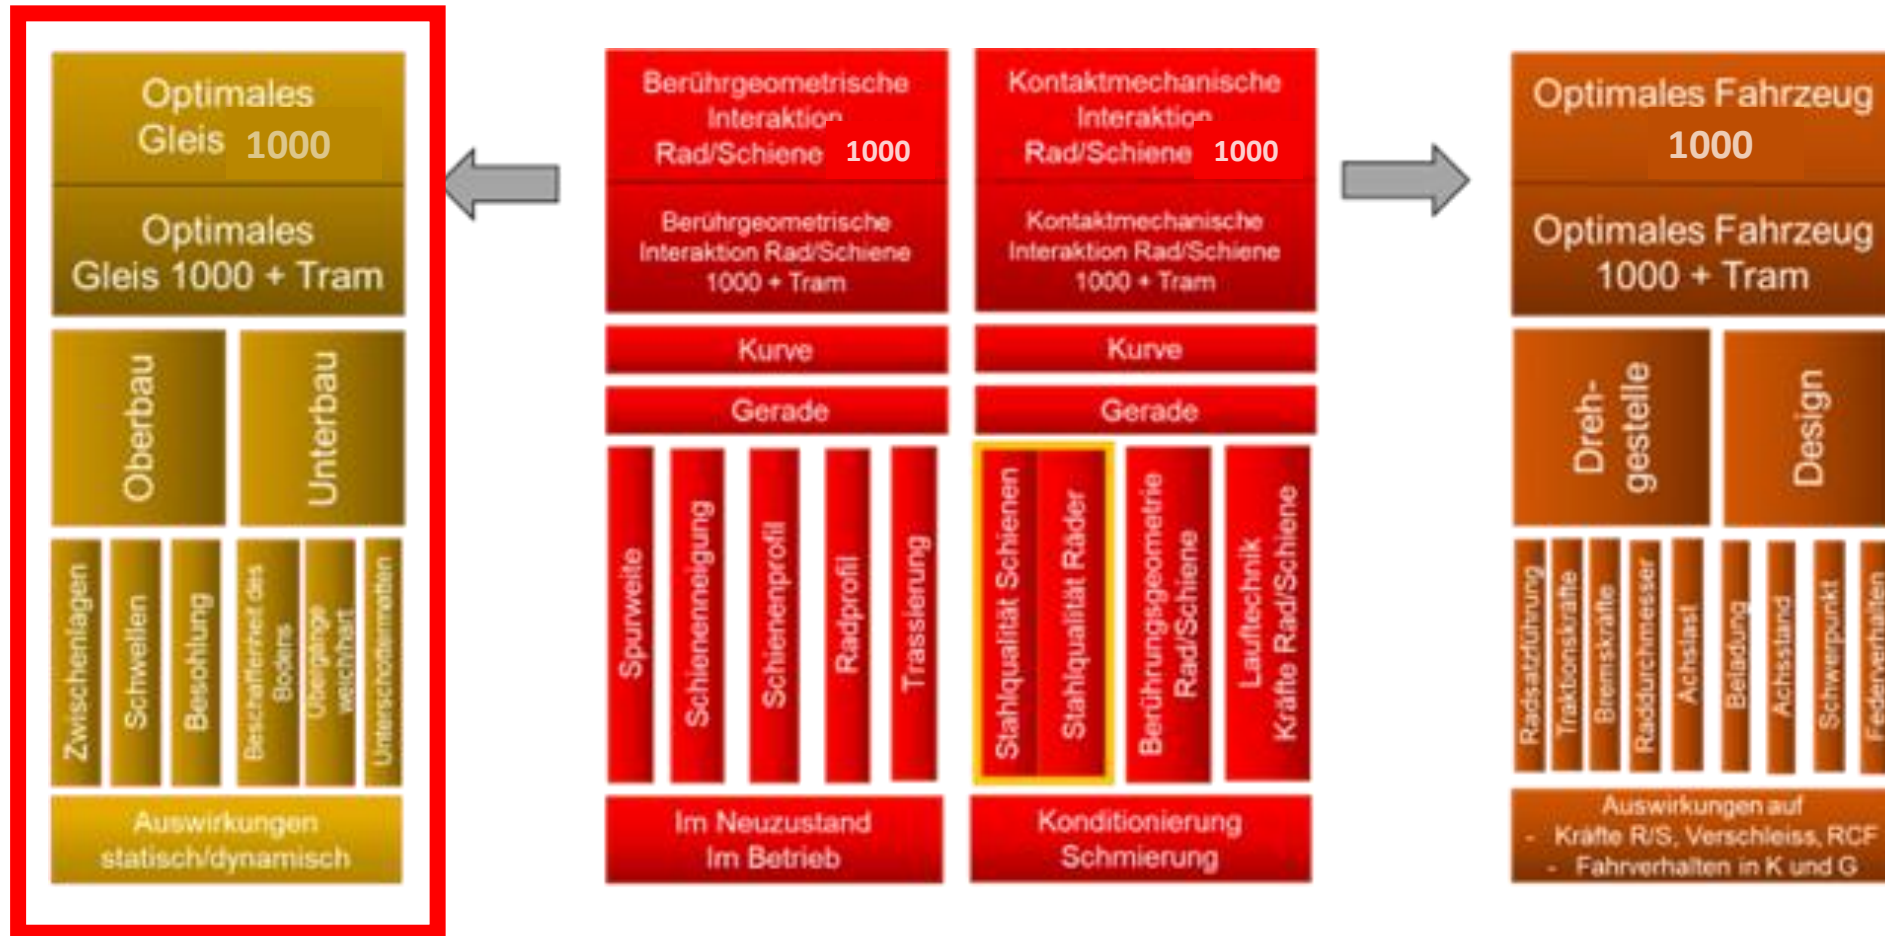 Optimales
Gleis 1000
Optimales
Gleis 1000 + Tram
Oberbau
Unterbau
Zwischenlagen
Schwellen
Besohlung
Beschaffenheit des
Bodens
Übergänge
weich/hart
Unterschottermatten
Auswirkungen
statisch/dynamisch
Berührgeometrische
Interaktion
Rad/Schiene 1000
Berührgeometrische
Interaktion Rad/Schiene
1000 + Tram
Kurve
Gerade
Spurweite
Schienenneigung
Schienenprofil
Radprofil
Trassierung
Im Neuzustand
Im Betrieb
Kontaktmechanische
Interaktion
Rad/Schiene 1000
Kontaktmechanische
Interaktion Rad/Schiene
1000 + Tram
Kurve
Gerade
Stahlqualität Schienen
Stahlqualität Räder
Berührungsgeometrie
Rad/Schiene
Lauftechnik
Kräfte Rad/Schiene
Konditionierung
Schmierung
Optimales Fahrzeug
1000
Optimales Fahrzeug
1000 + Tram
Dreh-
gestelle
Design
Radsatzführung
Traktionskräfte
Bremskräfte
Raddurchmesser
Achslast
Beladung
Achsstand
Schwerpunkt
Federverhalten
Auswirkungen auf
- Kräfte R/S, Verschleiss, RCF
- Fahrverhalten in K und G